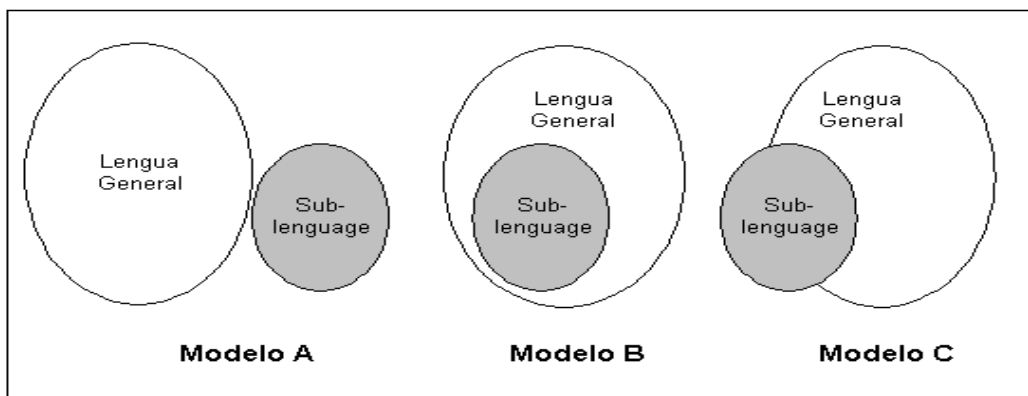 Lengua
General
Sub-
lenguage
Modelo A
Lengua
General
Sub-
lenguage
Modelo B
Lengua
General
Sub-
lenguage
Modelo C